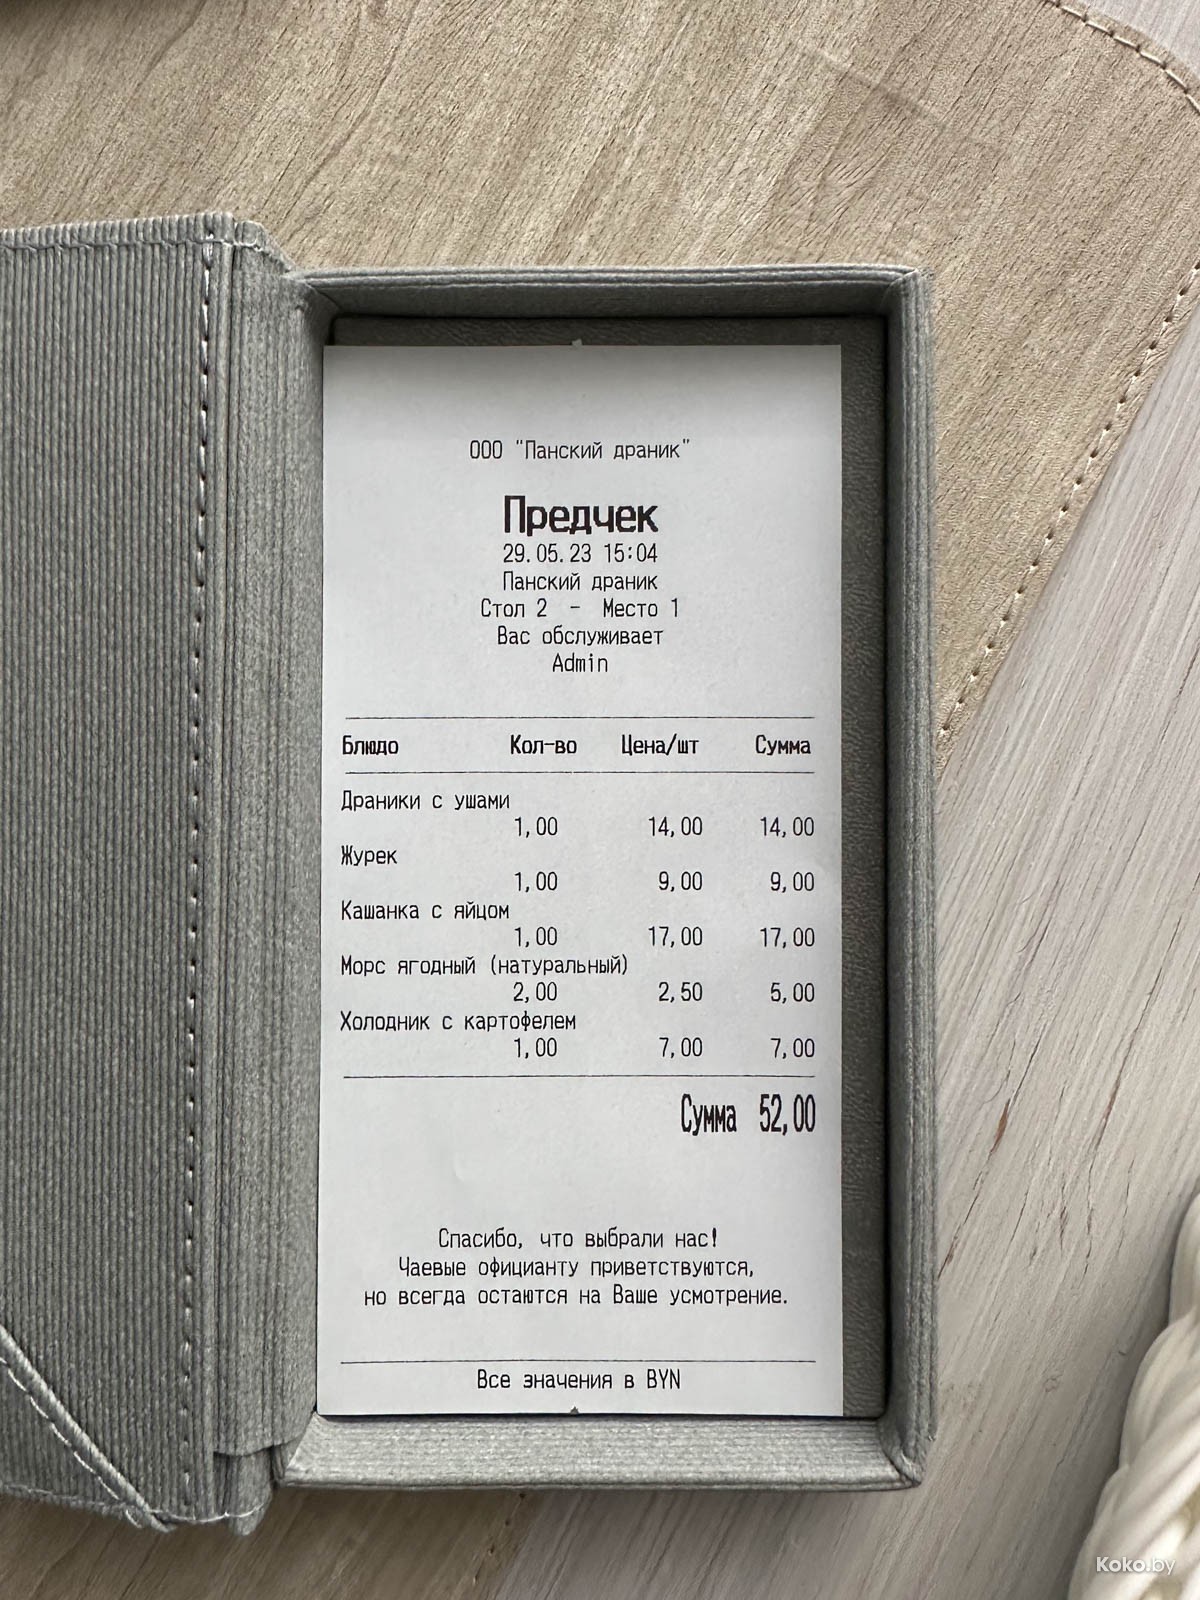 ООО "Панский драник"
Предчек
29.05.23 15:04
Панский драник
Стол 2 - Место 1
Вас обслуживает
Admin
Блюдо Кол-во Цена/шт Сумма
Драники с ушами
1,00 14,00 14,00
Журек
1,00 9,00 9,00
Кашанка с яйцом
1,00 17,00 17,00
Морс ягодный (натуральный)
2,00 2,50 5,00
Холодник с картофелем
1,00 7,00 7,00
Сумма 52,00
Спасибо, что выбрали нас!
Чаевые официанту приветствуются,
но всегда остаются на Ваше усмотрение.
Все значения в BYN
Koko.by